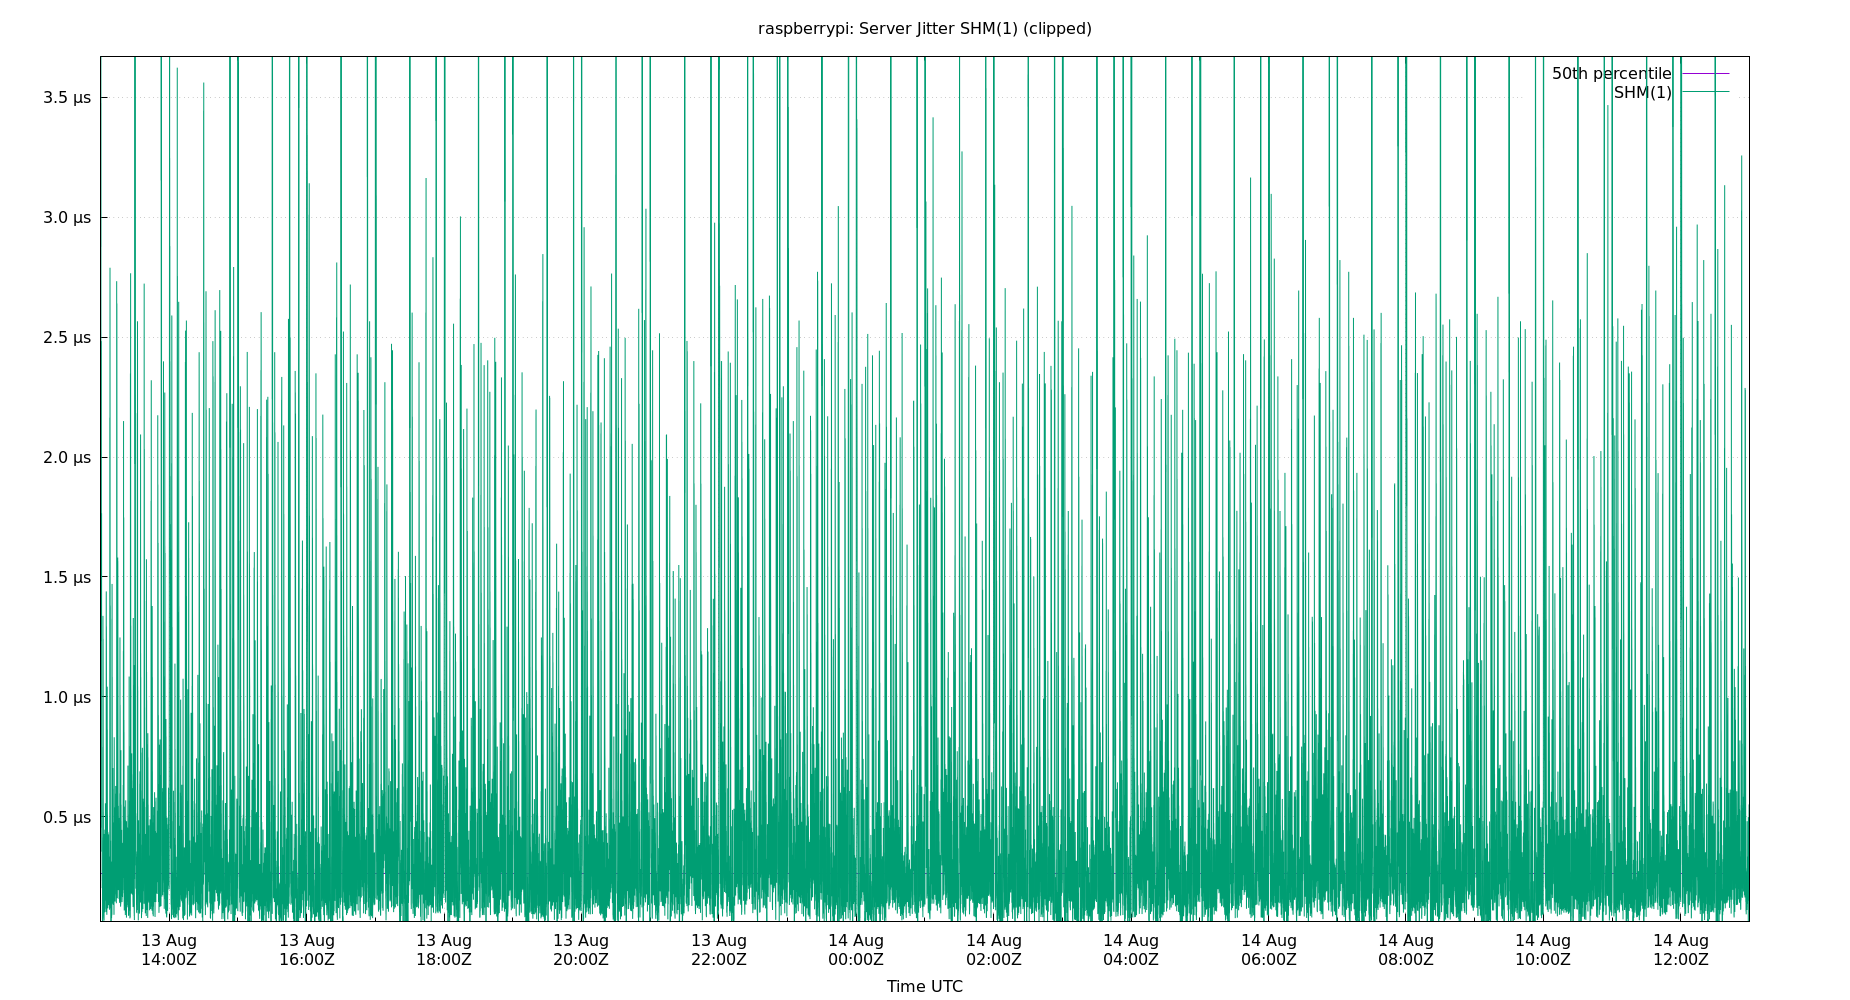 raspberrypi: Server Jitter SHM(1) (clipped)
50th percentile
SHM(1)
3.5 µs
3.0 µs
2.5 µs
2.0 µs
1.5 µs
1.0 µs
0.5 µs
13 Aug 13 Aug 13 Aug 13 Aug 13 Aug 14 Aug 14 Aug 14 Aug 14 Aug 14 Aug 14 Aug 14 Aug
14:00Z 16:00Z 18:00Z 20:00Z 22:00Z 00:00Z 02:00Z 04:00Z 06:00Z 08:00Z 10:00Z 12:00Z
Time UTC